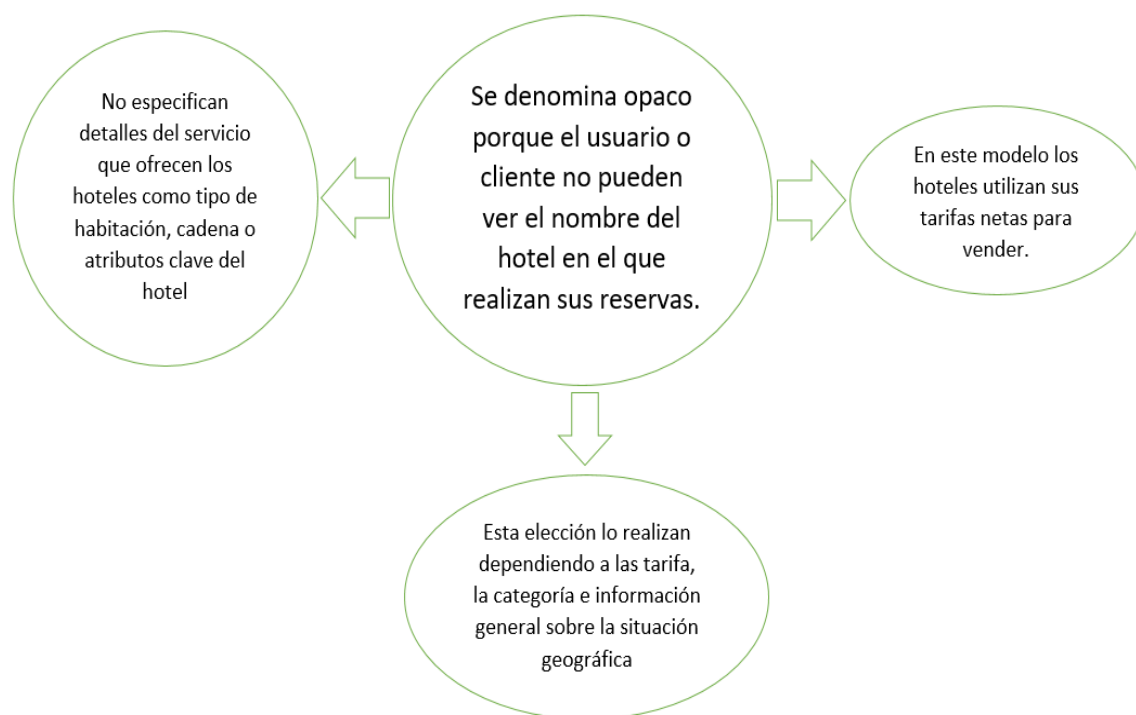 No especifican
detalles del servicio
que ofrecen los
hoteles como tipo de
habitación, cadena o
atributos clave del
hotel
Se denomina opaco
porque el usuario o
cliente no pueden
ver el nombre del
hotel en el que
realizan sus reservas.
En este modelo los
hoteles utilizan sus
tarifas netas para
vender.
Esta elección lo realizan
dependiendo a las tarifa,
la categoría e información
general sobre la situación
geográfica